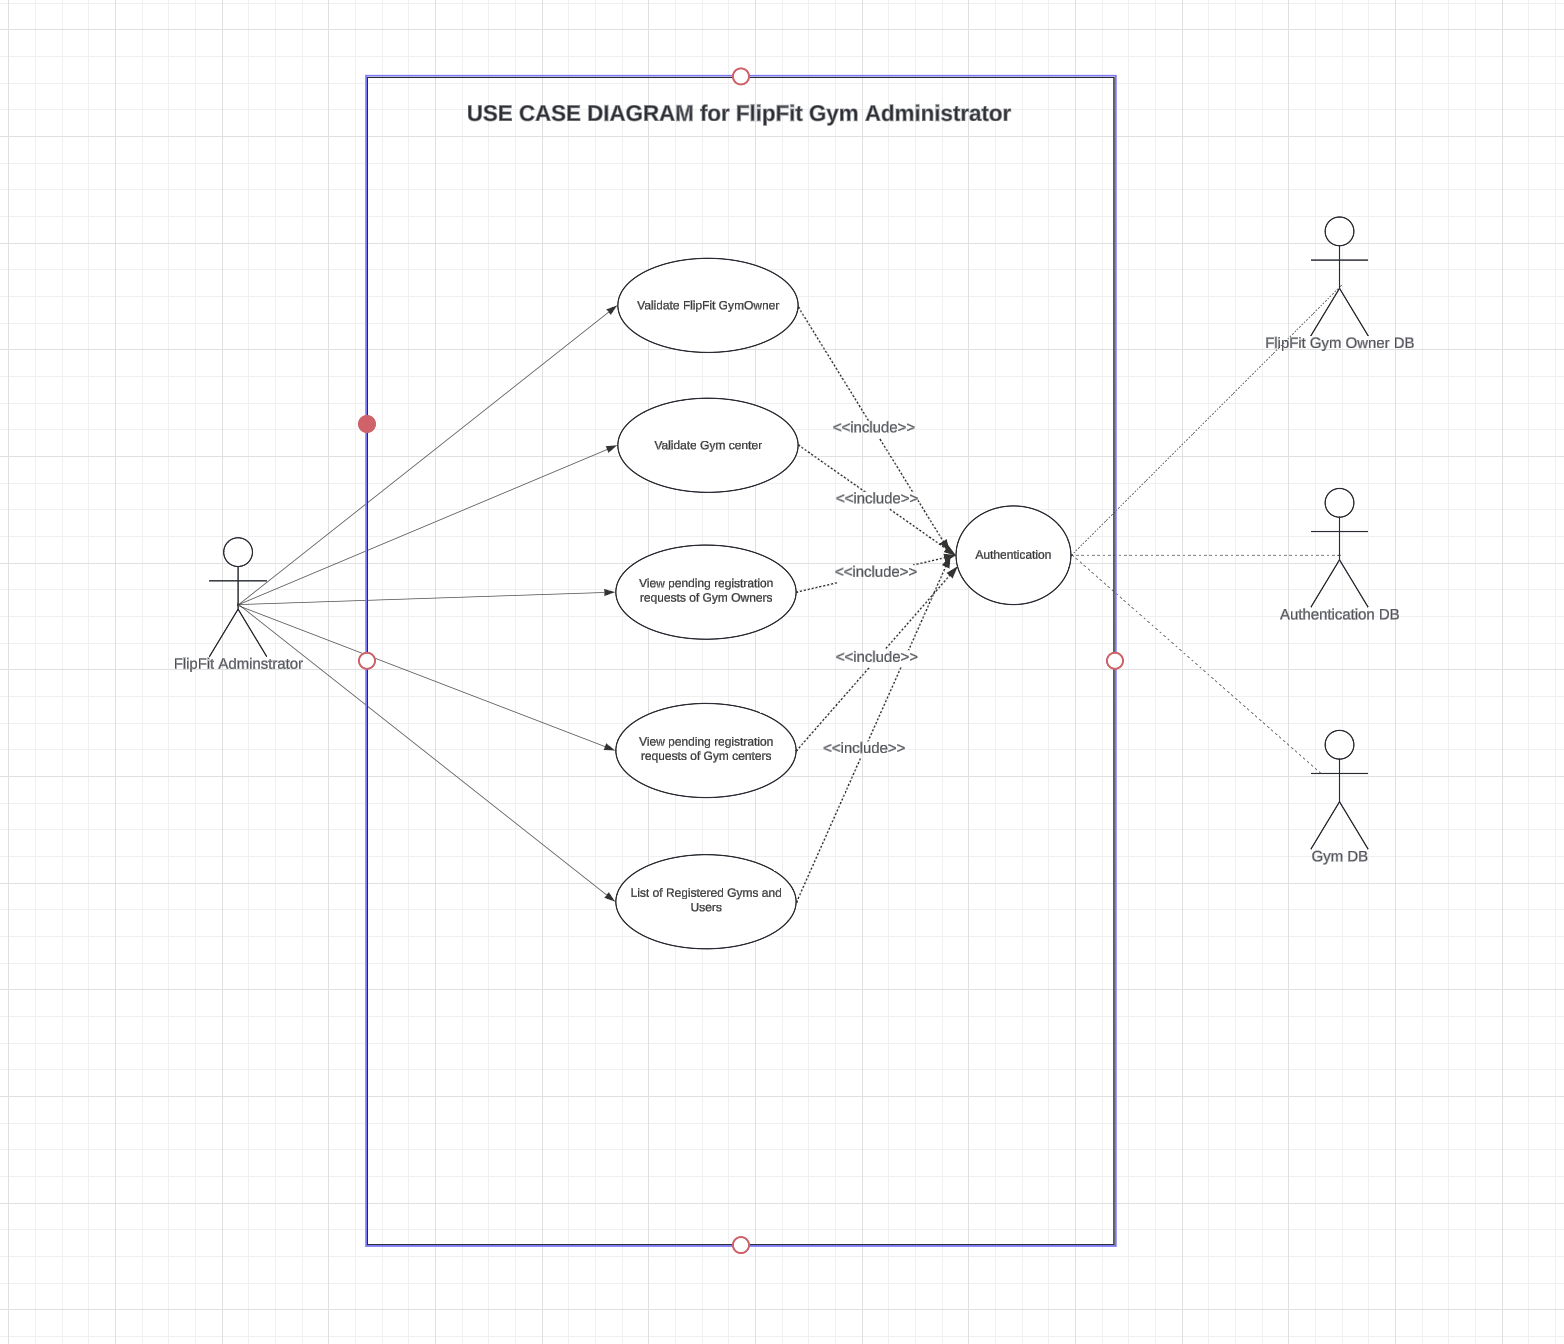 USE CASE DIAGRAM for FlipFit Gym Administrator
Validate FlipFit GymOwner
FlipFit Gym Owner DB
<<include>>
Validate Gym center
<<include>>
Authentication
<<include>>
View pending registration
requests of Gym Owners
Authentication DB
FlipFit Adminstrator
<<include>>
View pending registration
requests of Gym centers
<<include>>
Gym DB
List of Registered Gyms and
Users